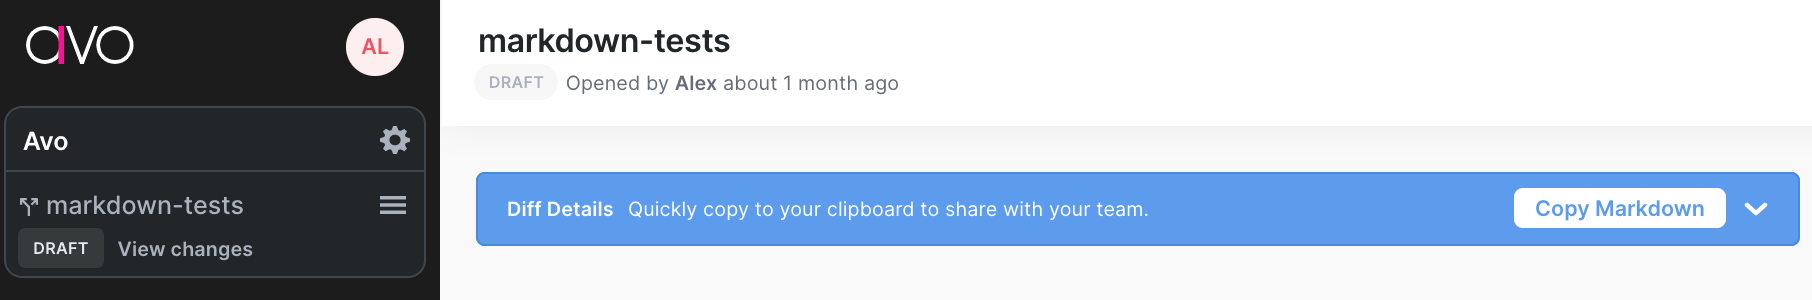 avo
AL
Avo
markdown-tests
DRAFT View changes
markdown-tests
DRAFT Opened by Alex about 1 month ago
Diff Details Quickly copy to your clipboard to share with your team. Copy Markdown